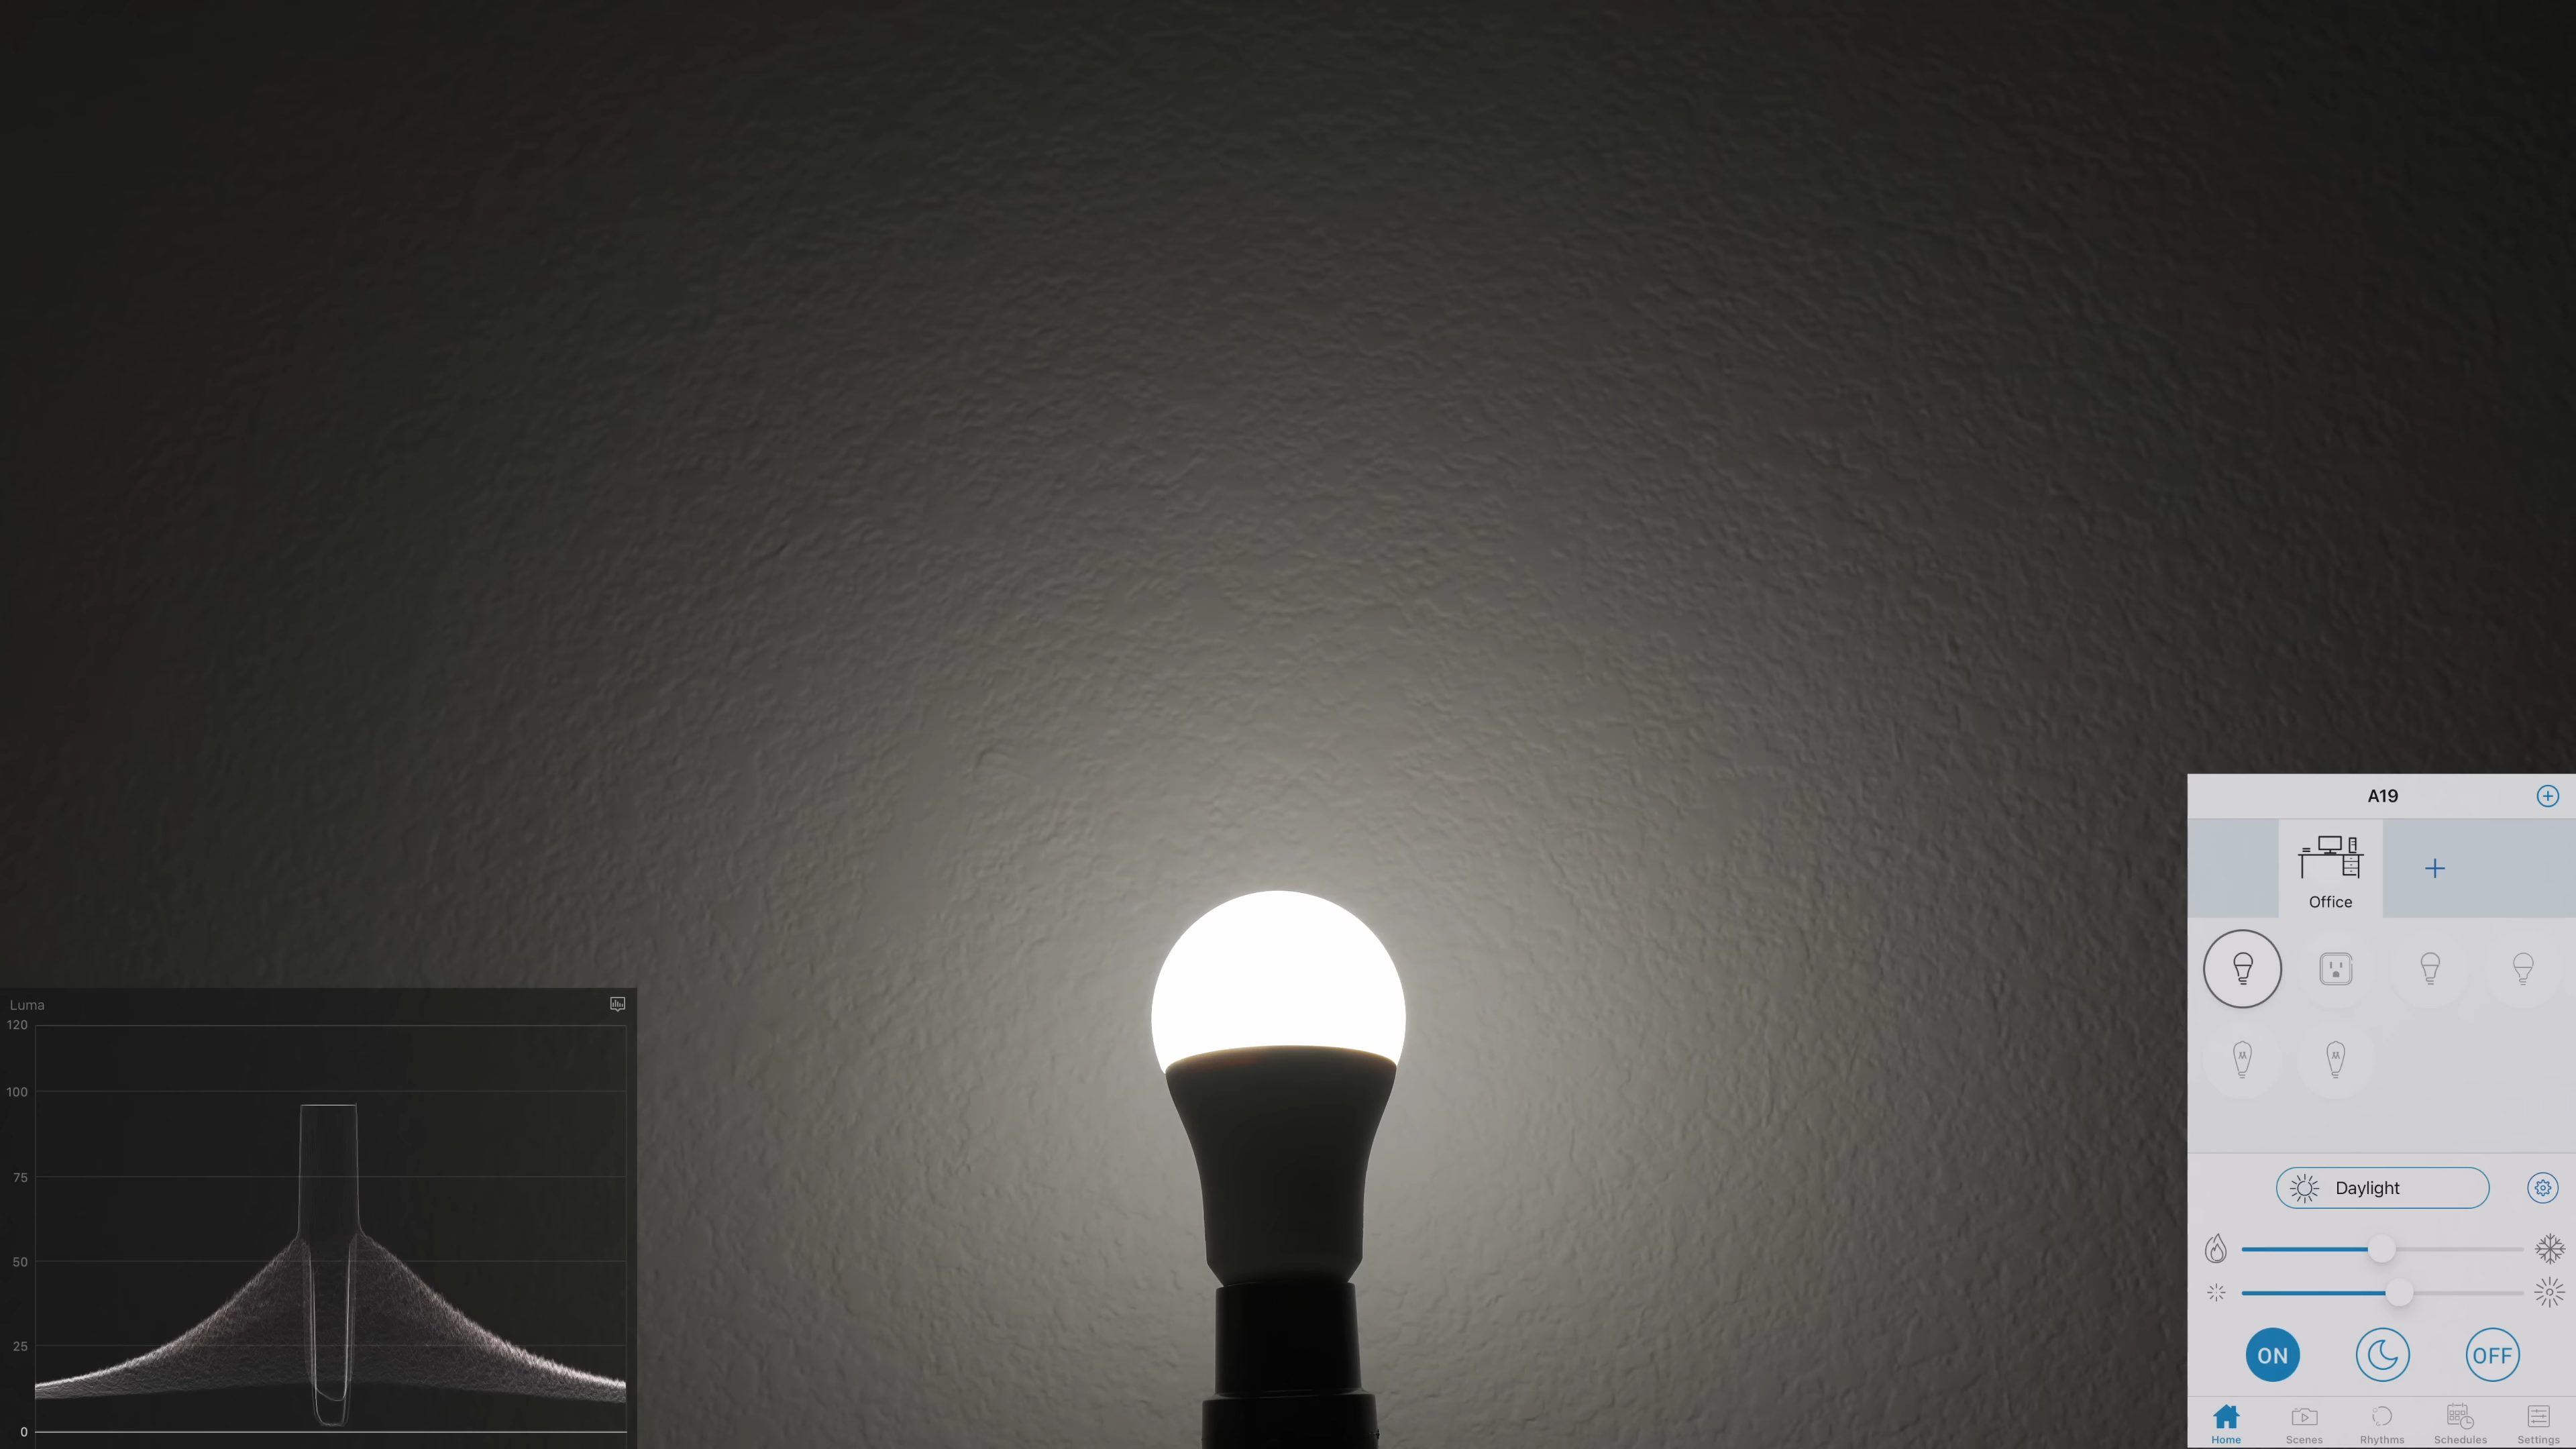 Luma
120
100
75
50
25
0
A19
Office
Daylight
ON OFF
Home Scenes Rhythms Schedules Settings